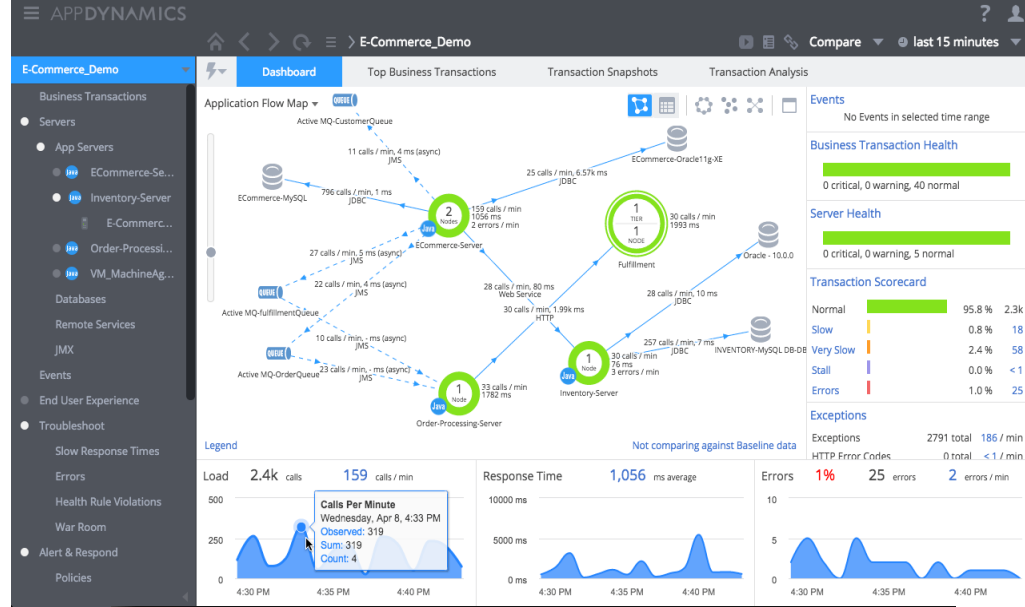 APPDYNAMICS
?
E-Commerce_Demo
Compare
last 15 minutes
E-Commerce_Demo
Business Transactions
Servers
App Servers
Java
ECommerce-Se...
Java
Inventory-Server
E-Commerc...
Java
Order-Processi...
Java
VM_MachineAg...
Databases
Remote Services
JMX
Events
End User Experience
Troubleshoot
Slow Response Times
Errors
Health Rule Violations
War Room
Alert & Respond
Policies
Dashboard
Top Business Transactions
Transaction Snapshots
Transaction Analysis
Application Flow Map
QUEUE
Active MQ-CustomerQueue
11 calls / min, 4 ms (async)
JMS
ECommerce-Oracle11g-XE
25 calls / min, 6.57k ms
JDBC
ECommerce-MySQL
796 calls / min, 1 ms
JDBC
2
Nodes
Java
159 calls / min
1056 ms
2 errors / min
ECommerce-Server
1
TIER
1
NODE
30 calls / min
1993 ms
Fulfillment
Oracle - 10.0.0
27 calls / min, 5 ms (async)
JMS
22 calls / min, 4 ms (async)
JMS
QUEUE
Active MQ-fulfillmentQueue
28 calls / min, 80 ms
Web Service
28 calls / min, 10 ms
JDBC
30 calls / min, 1.99k ms
HTTP
10 calls / min, - ms (async)
JMS
257 calls / min, 7 ms
JDBC
INVENTORY-MySQL DB-DB
QUEUE
Active MQ-OrderQueue
23 calls / min, - ms (async)
JMS
1
Node
Java
30 calls / min
76 ms
3 errors / min
Inventory-Server
1
Node
Java
33 calls / min
1782 ms
Order-Processing-Server
Legend
Not comparing against Baseline data
Events
No Events in selected time range
Business Transaction Health
0 critical, 0 warning, 40 normal
Server Health
0 critical, 0 warning, 5 normal
Transaction Scorecard
Normal 95.8 % 2.3k
Slow 0.8 % 18
Very Slow 2.4 % 58
Stall 0.0 % < 1
Errors 1.0 % 25
Exceptions
Exceptions 2791 total 186 / min
HTTP Error Codes 0 total < 1 / min
Load 2.4k calls 159 calls / min
500
250
0
4:30 PM 4:35 PM 4:40 PM
Calls Per Minute
Wednesday, Apr 8, 4:33 PM
Observed: 319
Sum: 319
Count: 4
Response Time 1,056 ms average
10000 ms
5000 ms
0 ms
4:30 PM 4:35 PM 4:40 PM
Errors 1% 25 errors 2 errors / min
10
5
0
4:30 PM 4:35 PM 4:40 PM